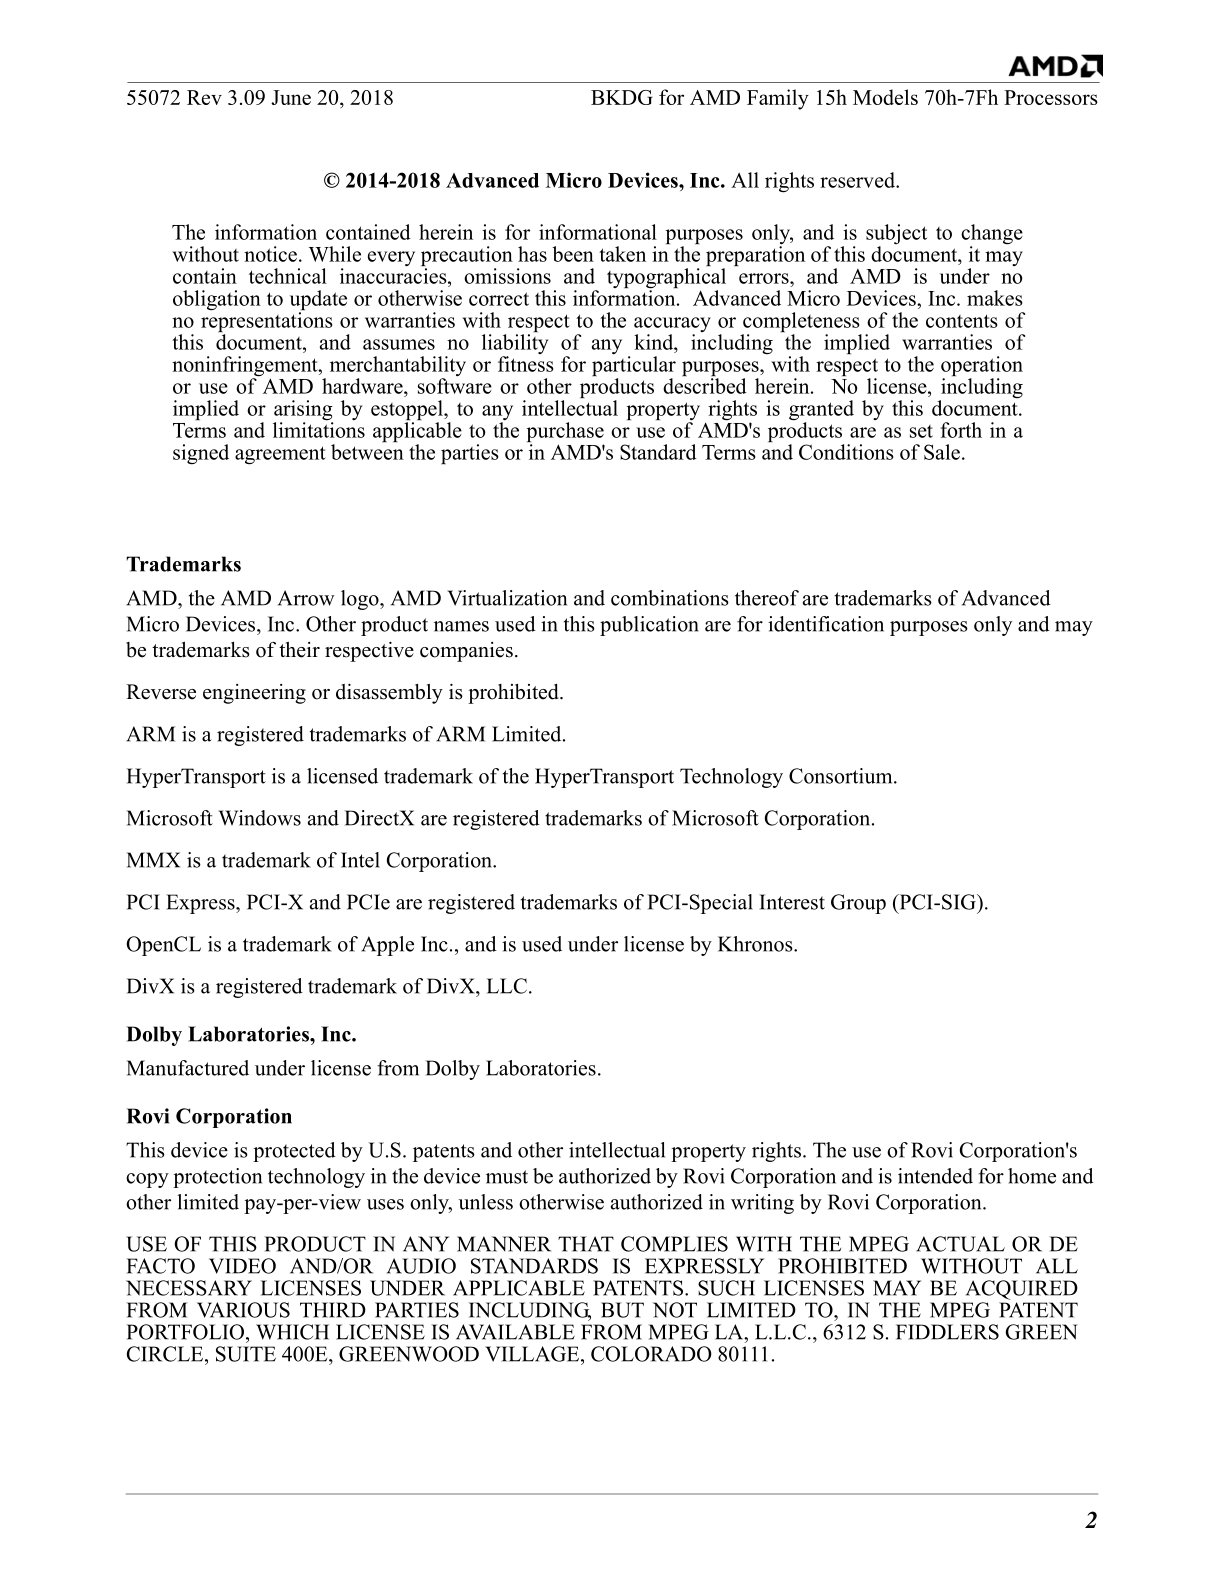 AMD
55072 Rev 3.09 June 20, 2018 BKDG for AMD Family 15h Models 70h-7Fh Processors
© 2014-2018 Advanced Micro Devices, Inc. All rights reserved.
The information contained herein is for informational purposes only, and is subject to change
without notice. While every precaution has been taken in the preparation of this document, it may
contain technical inaccuracies, omissions and typographical errors, and AMD is under no
obligation to update or otherwise correct this information. Advanced Micro Devices, Inc. makes
no representations or warranties with respect to the accuracy or completeness of the contents of
this document, and assumes no liability of any kind, including the implied warranties of
noninfringement, merchantability or fitness for particular purposes, with respect to the operation
or use of AMD hardware, software or other products described herein. No license, including
implied or arising by estoppel, to any intellectual property rights is granted by this document.
Terms and limitations applicable to the purchase or use of AMD's products are as set forth in a
signed agreement between the parties or in AMD's Standard Terms and Conditions of Sale.
Trademarks
AMD, the AMD Arrow logo, AMD Virtualization and combinations thereof are trademarks of Advanced
Micro Devices, Inc. Other product names used in this publication are for identification purposes only and may
be trademarks of their respective companies.
Reverse engineering or disassembly is prohibited.
ARM is a registered trademarks of ARM Limited.
HyperTransport is a licensed trademark of the HyperTransport Technology Consortium.
Microsoft Windows and DirectX are registered trademarks of Microsoft Corporation.
MMX is a trademark of Intel Corporation.
PCI Express, PCI-X and PCIe are registered trademarks of PCI-Special Interest Group (PCI-SIG).
OpenCL is a trademark of Apple Inc., and is used under license by Khronos.
DivX is a registered trademark of DivX, LLC.
Dolby Laboratories, Inc.
Manufactured under license from Dolby Laboratories.
Rovi Corporation
This device is protected by U.S. patents and other intellectual property rights. The use of Rovi Corporation's
copy protection technology in the device must be authorized by Rovi Corporation and is intended for home and
other limited pay-per-view uses only, unless otherwise authorized in writing by Rovi Corporation.
USE OF THIS PRODUCT IN ANY MANNER THAT COMPLIES WITH THE MPEG ACTUAL OR DE
FACTO VIDEO AND/OR AUDIO STANDARDS IS EXPRESSLY PROHIBITED WITHOUT ALL
NECESSARY LICENSES UNDER APPLICABLE PATENTS. SUCH LICENSES MAY BE ACQUIRED
FROM VARIOUS THIRD PARTIES INCLUDING, BUT NOT LIMITED TO, IN THE MPEG PATENT
PORTFOLIO, WHICH LICENSE IS AVAILABLE FROM MPEG LA, L.L.C., 6312 S. FIDDLERS GREEN
CIRCLE, SUITE 400E, GREENWOOD VILLAGE, COLORADO 80111.
2